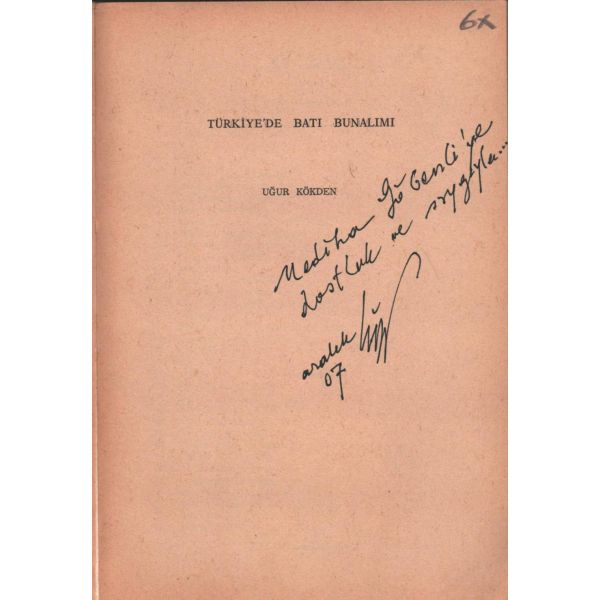 6x
TÜRKİYE'DE BATI BUNALIMI
UĞUR KÖKDEN
Mediha Göbenli'ye
dostluk ve saygıyla...
aralık
07